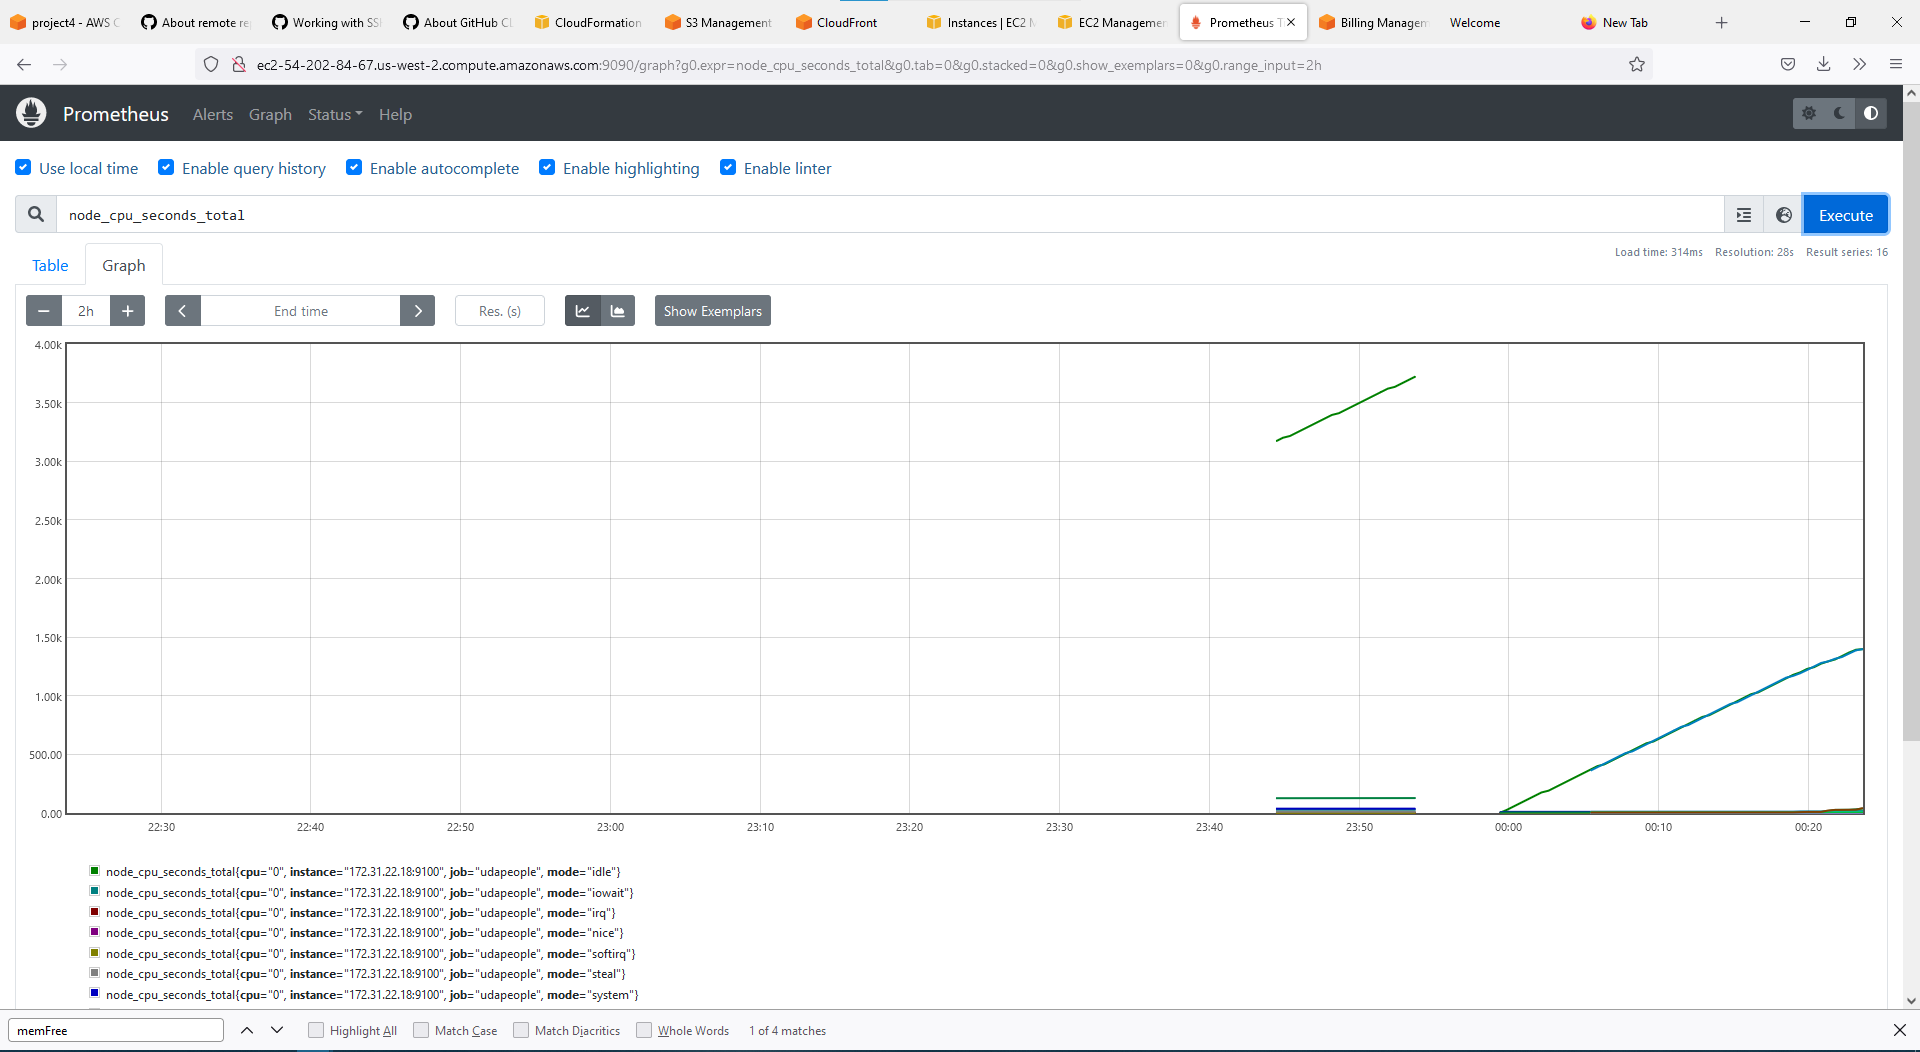 project4 - AWS C
About remote re
Working with SS
About GitHub CL
CloudFormation
S3 Management
CloudFront
Instances | EC2 M
EC2 Managemen
Prometheus T
Billing Managem
Welcome
New Tab
ec2-54-202-84-67.us-west-2.compute.amazonaws.com:9090/graph?g0.expr=node_cpu_seconds_total&g0.tab=0&g0.stacked=0&g0.show_exemplars=0&g0.range_input=2h
Prometheus Alerts Graph Status Help
Use local time Enable query history Enable autocomplete Enable highlighting Enable linter
node_cpu_seconds_total
Execute
Load time: 314ms Resolution: 28s Result series: 16
Table Graph
2h End time Res. (s) Show Exemplars
4.00k
3.50k
3.00k
2.50k
2.00k
1.50k
1.00k
500.00
0.00
22:30 22:40 22:50 23:00 23:10 23:20 23:30 23:40 23:50 00:00 00:10 00:20
node_cpu_seconds_total{cpu="0", instance="172.31.22.18:9100", job="udapeople", mode="idle"}
node_cpu_seconds_total{cpu="0", instance="172.31.22.18:9100", job="udapeople", mode="iowait"}
node_cpu_seconds_total{cpu="0", instance="172.31.22.18:9100", job="udapeople", mode="irq"}
node_cpu_seconds_total{cpu="0", instance="172.31.22.18:9100", job="udapeople", mode="nice"}
node_cpu_seconds_total{cpu="0", instance="172.31.22.18:9100", job="udapeople", mode="softirq"}
node_cpu_seconds_total{cpu="0", instance="172.31.22.18:9100", job="udapeople", mode="steal"}
node_cpu_seconds_total{cpu="0", instance="172.31.22.18:9100", job="udapeople", mode="system"}
memFree Highlight All Match Case Match Diacritics Whole Words 1 of 4 matches